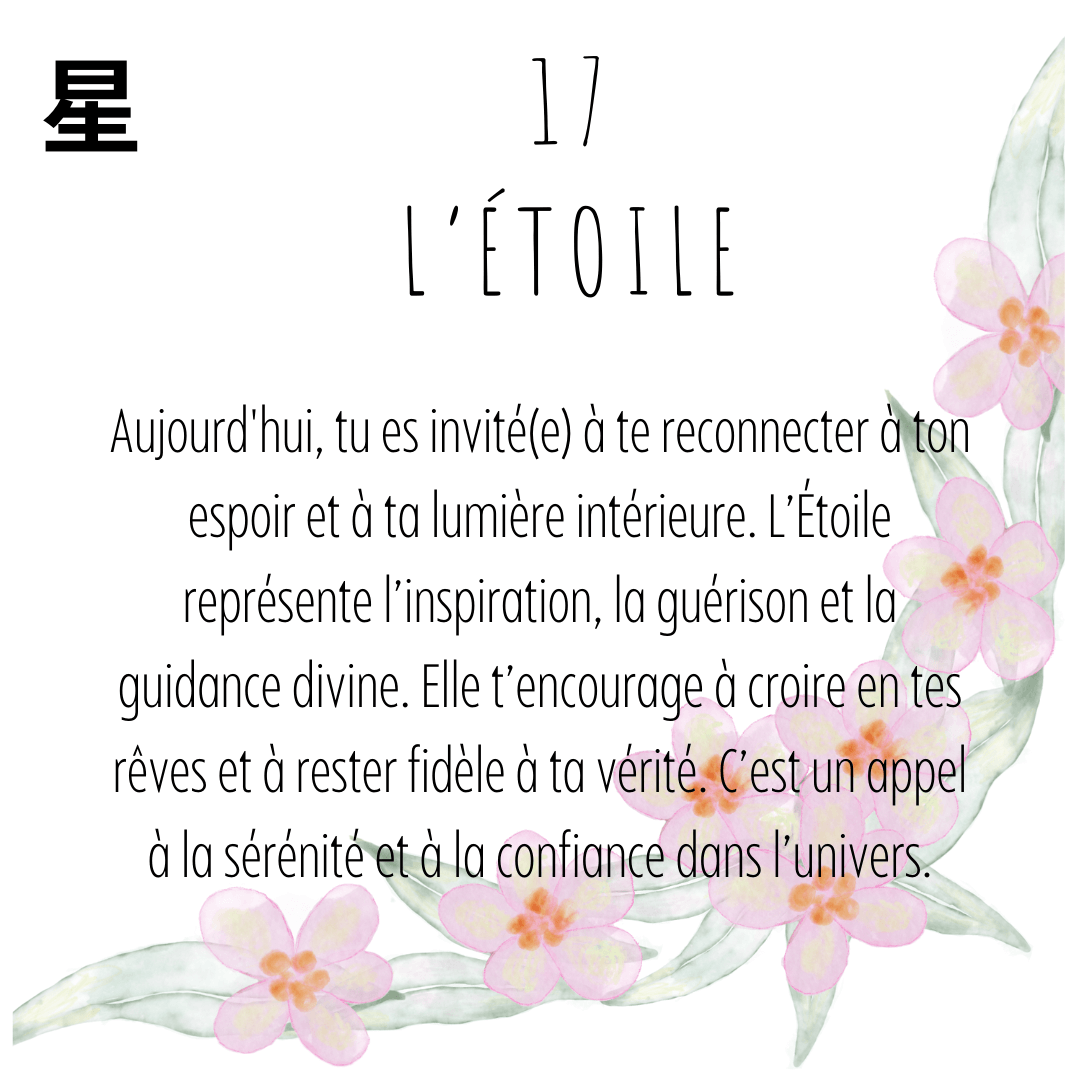 星
17
L’ÉTOILE
Aujourd'hui, tu es invité(e) à te reconnecter à ton
espoir et à ta lumière intérieure. L’Étoile
représente l’inspiration, la guérison et la
guidance divine. Elle t’encourage à croire en tes
rêves et à rester fidèle à ta vérité. C’est un appel
à la sérénité et à la confiance dans l’univers.